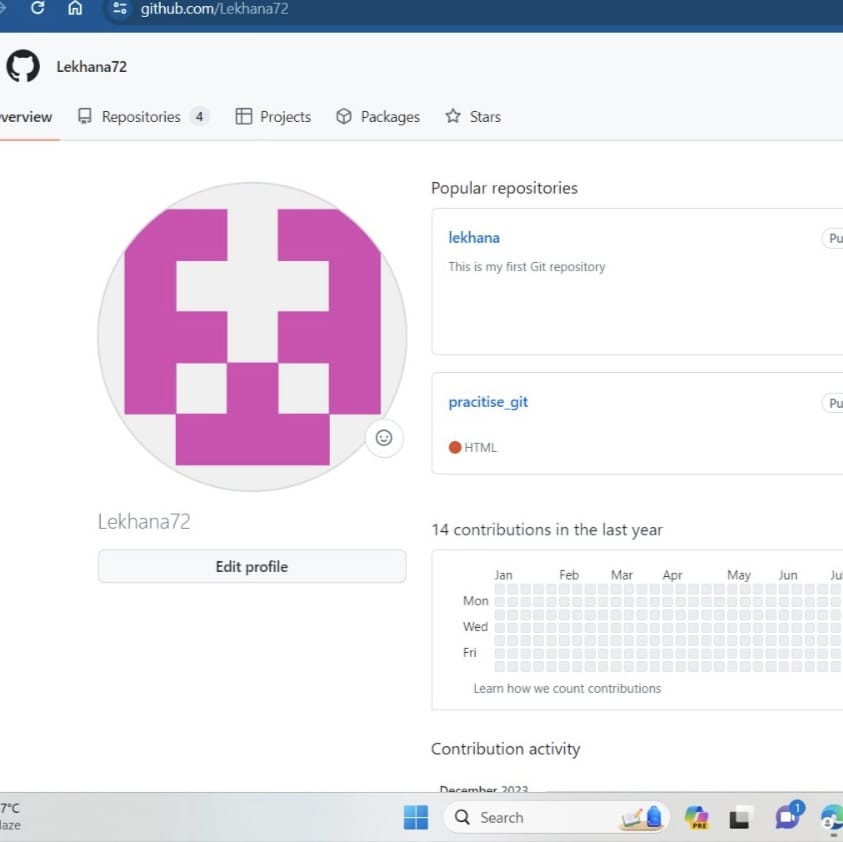 github.com/Lekhana72
Lekhana72
verview Repositories 4 Projects Packages Stars
Popular repositories
lekhana Pu
This is my first Git repository
pracitise_git Pu
HTML
Lekhana72
Edit profile
14 contributions in the last year
Jan Feb Mar Apr May Jun Jul
Mon
Wed
Fri
Learn how we count contributions
Contribution activity
December 2023
7°C
laze
Search
PRE
1